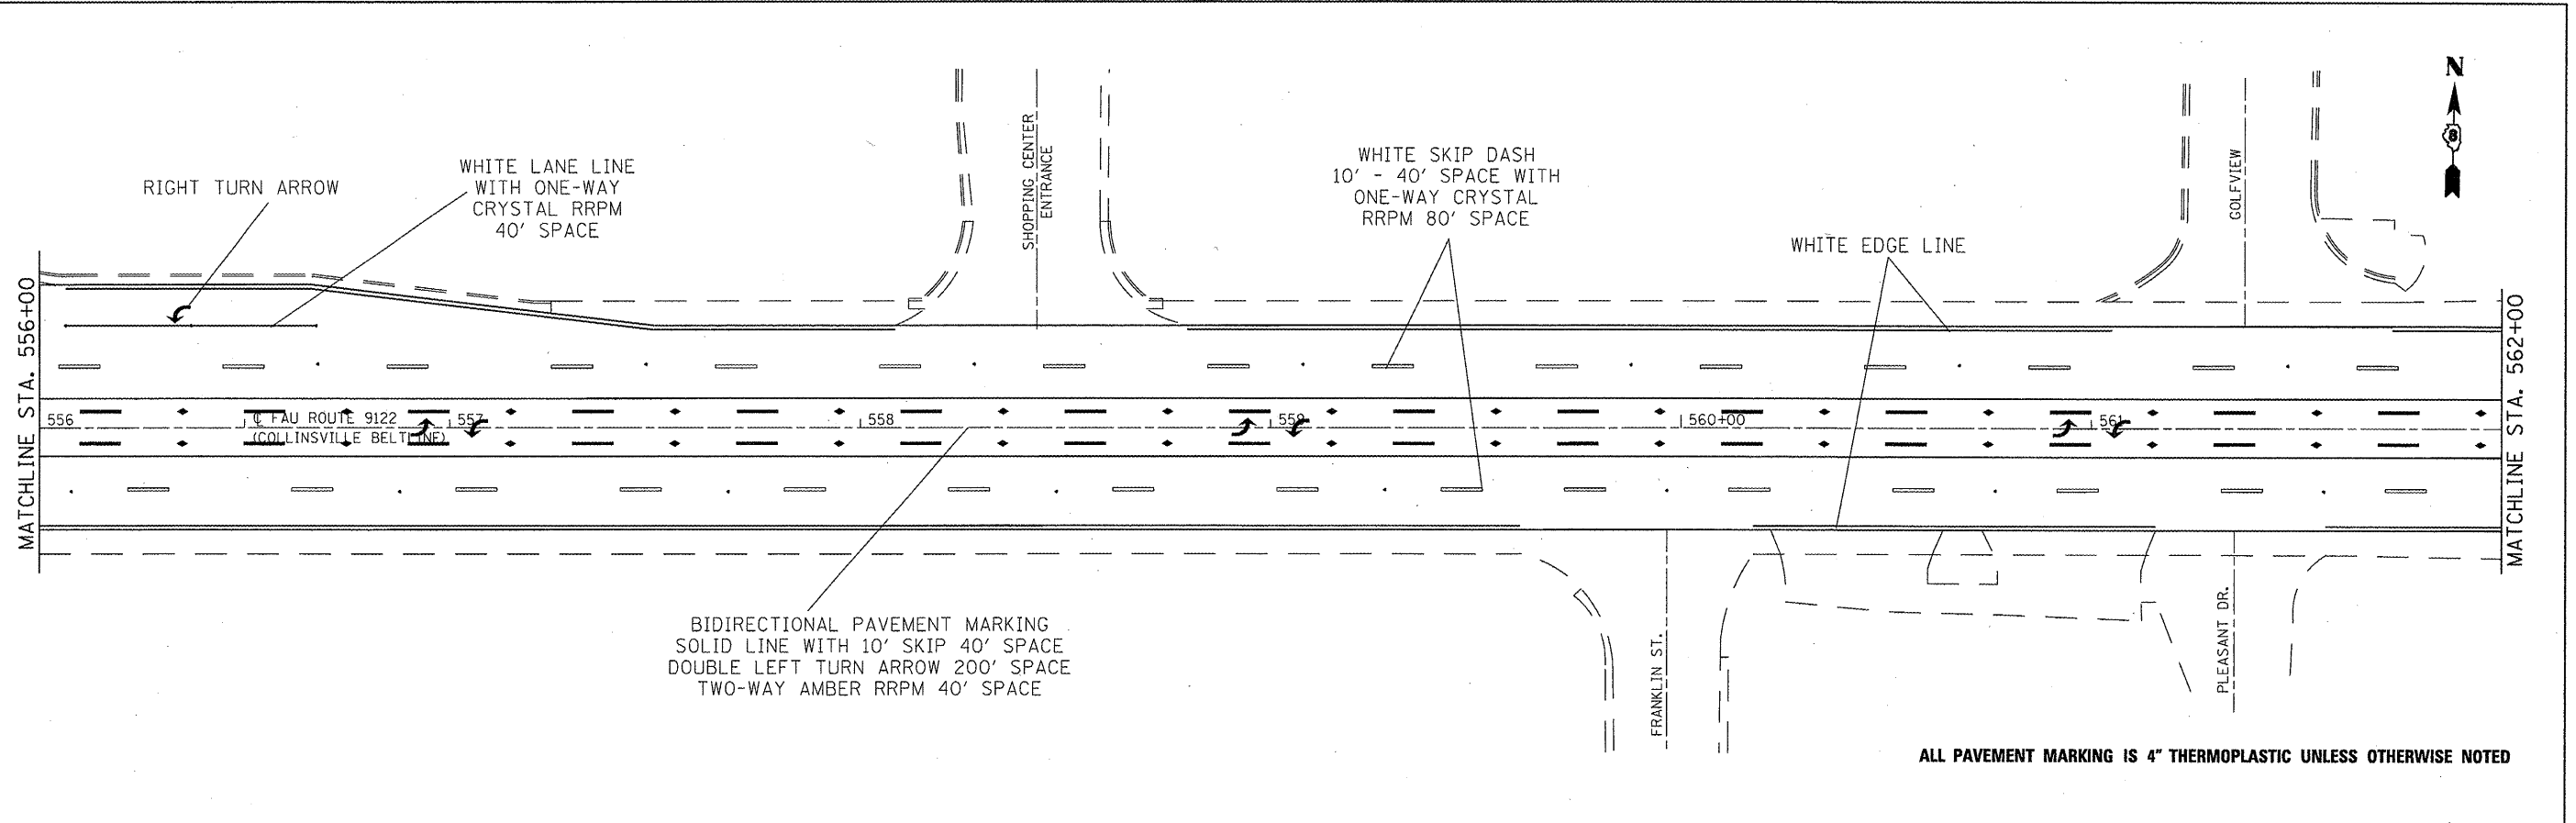 N
8
RIGHT TURN ARROW
WHITE LANE LINE
WITH ONE-WAY
CRYSTAL RRPM
40' SPACE
SHOPPING CENTER
ENTRANCE
WHITE SKIP DASH
10' - 40' SPACE WITH
ONE-WAY CRYSTAL
RRPM 80' SPACE
WHITE EDGE LINE
GOLFVIEW
MATCHLINE STA. 556+00
MATCHLINE STA. 562+00
556
℄ FAU ROUTE 9122
(COLLINSVILLE BELTLINE)
557
558
559
560+00
561
BIDIRECTIONAL PAVEMENT MARKING
SOLID LINE WITH 10' SKIP 40' SPACE
DOUBLE LEFT TURN ARROW 200' SPACE
TWO-WAY AMBER RRPM 40' SPACE
FRANKLIN ST.
PLEASANT DR.
ALL PAVEMENT MARKING IS 4" THERMOPLASTIC UNLESS OTHERWISE NOTED